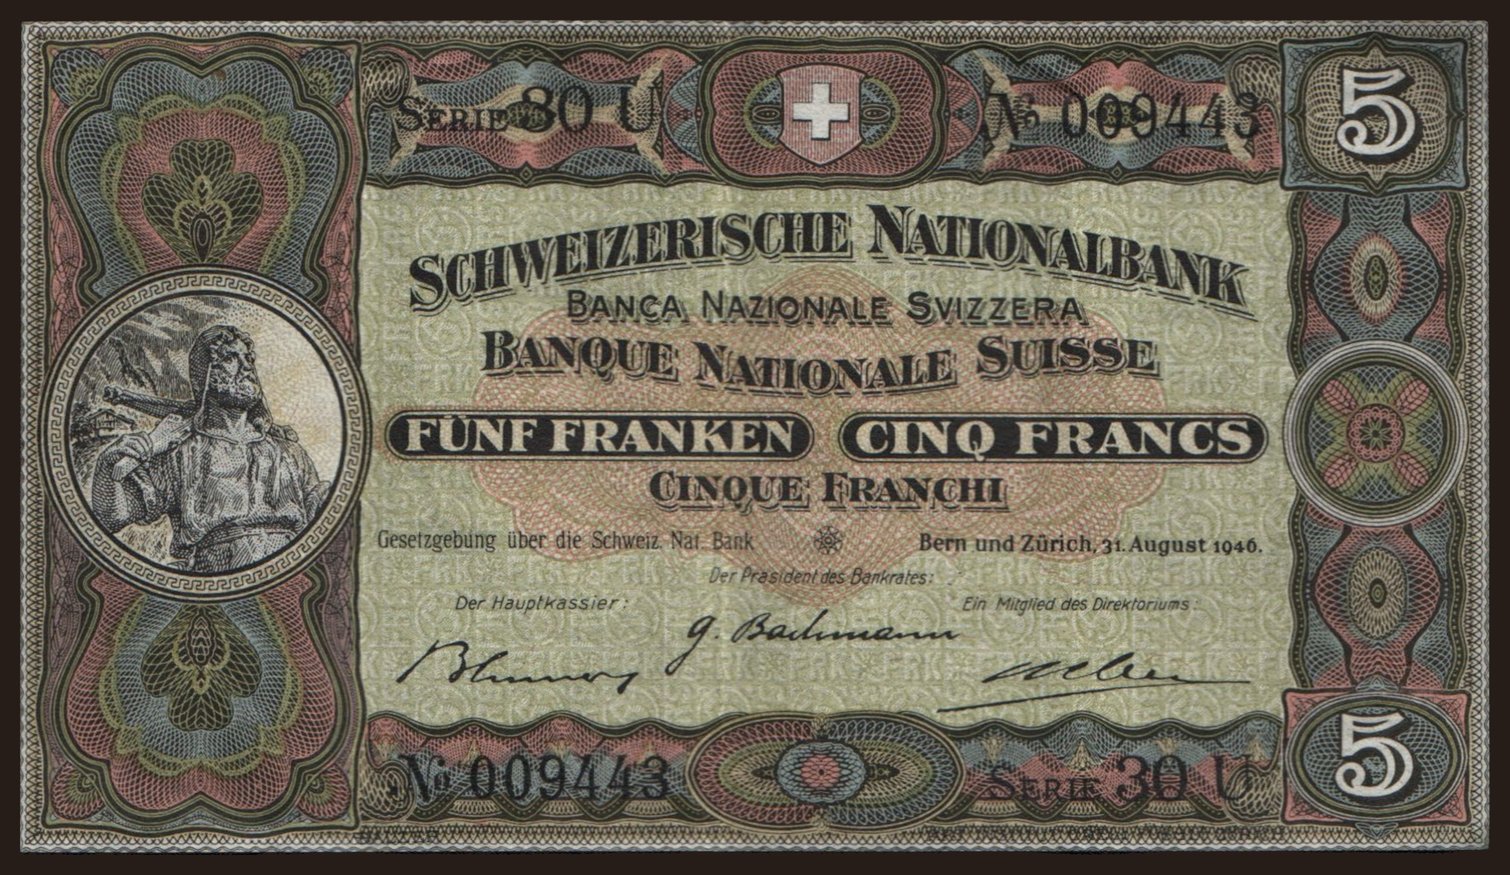 SERIE 30 U
№ 009443
5
SCHWEIZERISCHE NATIONALBANK
BANCA NAZIONALE SVIZZERA
BANQUE NATIONALE SUISSE
FÜNF FRANKEN CINQ FRANCS
CINQUE FRANCHI
Gesetzgebung über die Schweiz. Nat. Bank
Bern und Zürich, 31. August 1946.
Der Präsident des Bankrates:
Der Hauptkassier:
Ein Mitglied des Direktoriums:
G. Bachmann
№ 009443
SERIE 30 U
5
BALZER